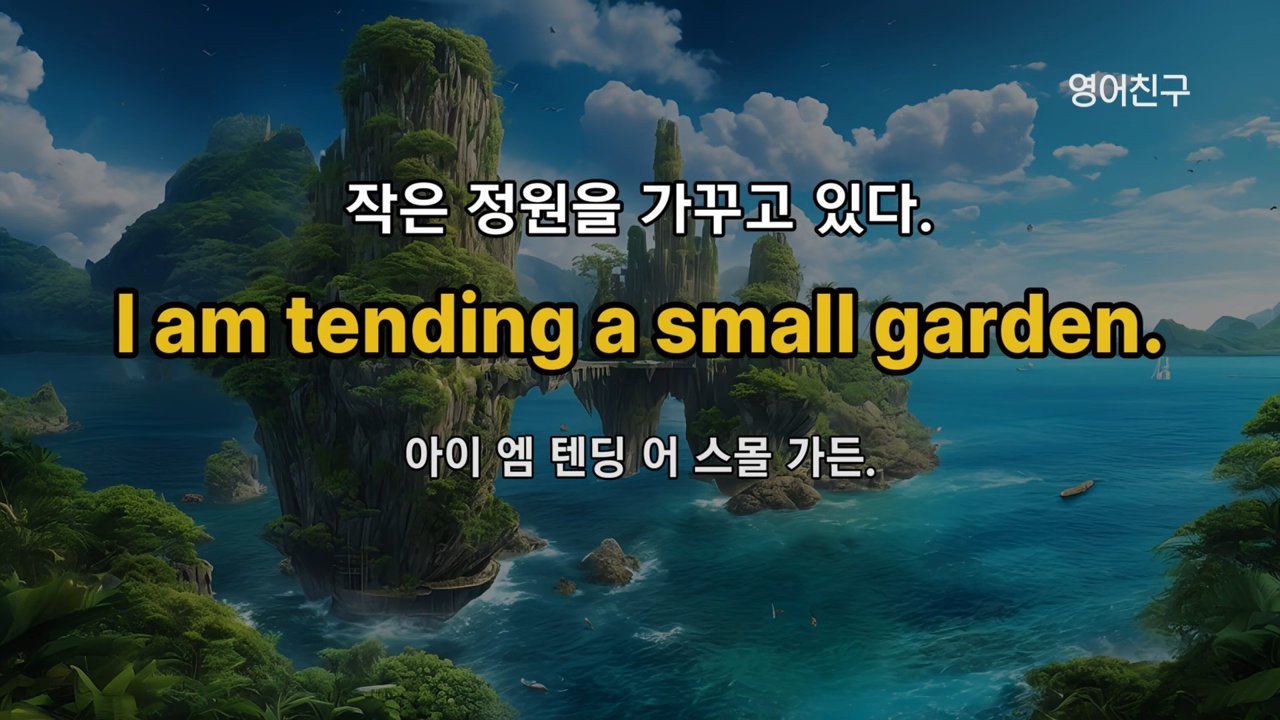 영어친구
작은 정원을 가꾸고 있다.
I am tending a small garden.
아이 엠 텐딩 어 스몰 가든.